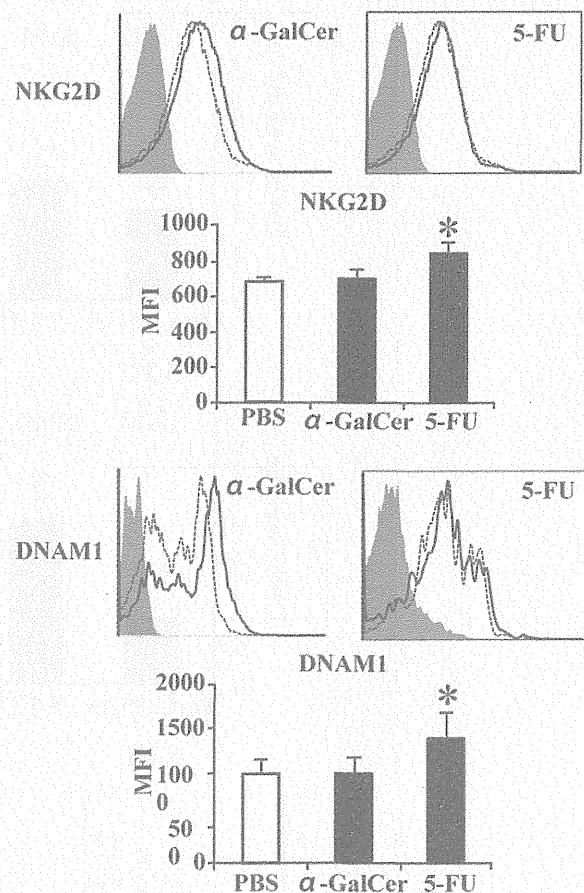 α-GalCer
5-FU
NKG2D
NKG2D
*
1000
800
600
400
200
0
MFI
PBS α-GalCer 5-FU
α-GalCer
5-FU
DNAM1
DNAM1
*
2000
1500
100
0
50
0
0
MFI
PBS α-GalCer 5-FU